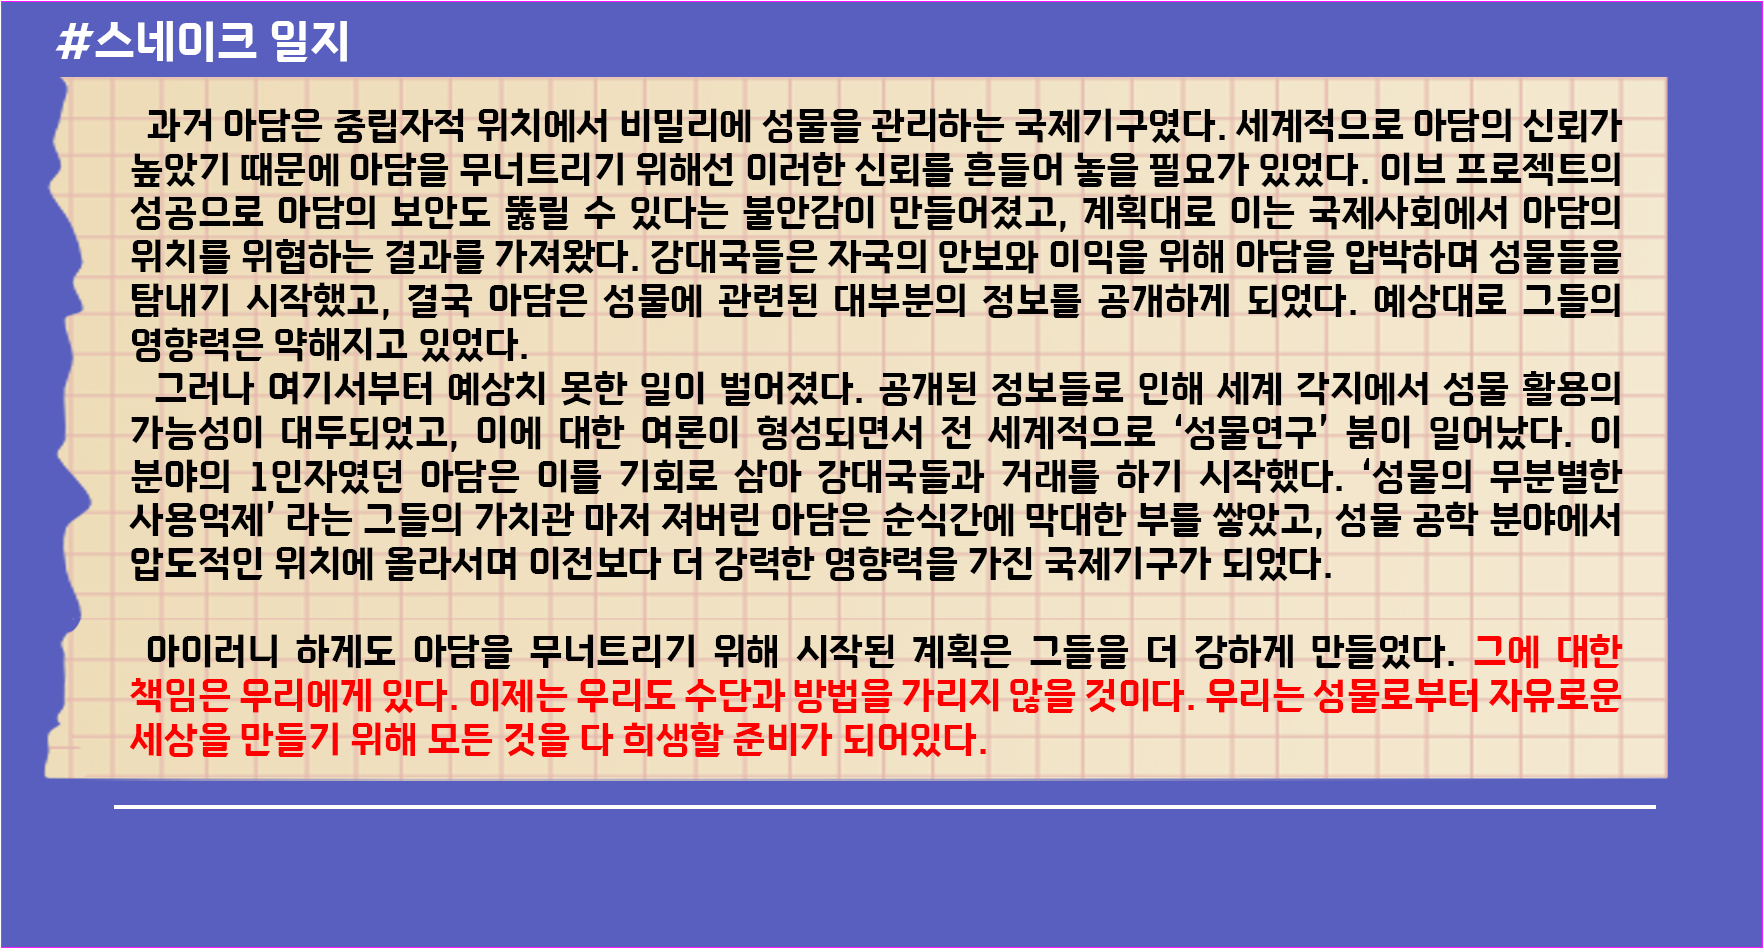 #스네이크 일지
과거 아담은 중립자적 위치에서 비밀리에 성물을 관리하는 국제기구였다. 세계적으로 아담의 신뢰가
높았기 때문에 아담을 무너트리기 위해선 이러한 신뢰를 흔들어 놓을 필요가 있었다. 이브 프로젝트의
성공으로 아담의 보안도 뚫릴 수 있다는 불안감이 만들어졌고, 계획대로 이는 국제사회에서 아담의
위치를 위협하는 결과를 가져왔다. 강대국들은 자국의 안보와 이익을 위해 아담을 압박하며 성물들을
탐내기 시작했고, 결국 아담은 성물에 관련된 대부분의 정보를 공개하게 되었다. 예상대로 그들의
영향력은 약해지고 있었다.
그러나 여기서부터 예상치 못한 일이 벌어졌다. 공개된 정보들로 인해 세계 각지에서 성물 활용의
가능성이 대두되었고, 이에 대한 여론이 형성되면서 전 세계적으로 ‘성물연구’ 붐이 일어났다. 이
분야의 1인자였던 아담은 이를 기회로 삼아 강대국들과 거래를 하기 시작했다. ‘성물의 무분별한
사용억제’ 라는 그들의 가치관 마저 져버린 아담은 순식간에 막대한 부를 쌓았고, 성물 공학 분야에서
압도적인 위치에 올라서며 이전보다 더 강력한 영향력을 가진 국제기구가 되었다.
아이러니 하게도 아담을 무너트리기 위해 시작된 계획은 그들을 더 강하게 만들었다. 그에 대한
책임은 우리에게 있다. 이제는 우리도 수단과 방법을 가리지 않을 것이다. 우리는 성물로부터 자유로운
세상을 만들기 위해 모든 것을 다 희생할 준비가 되어있다.